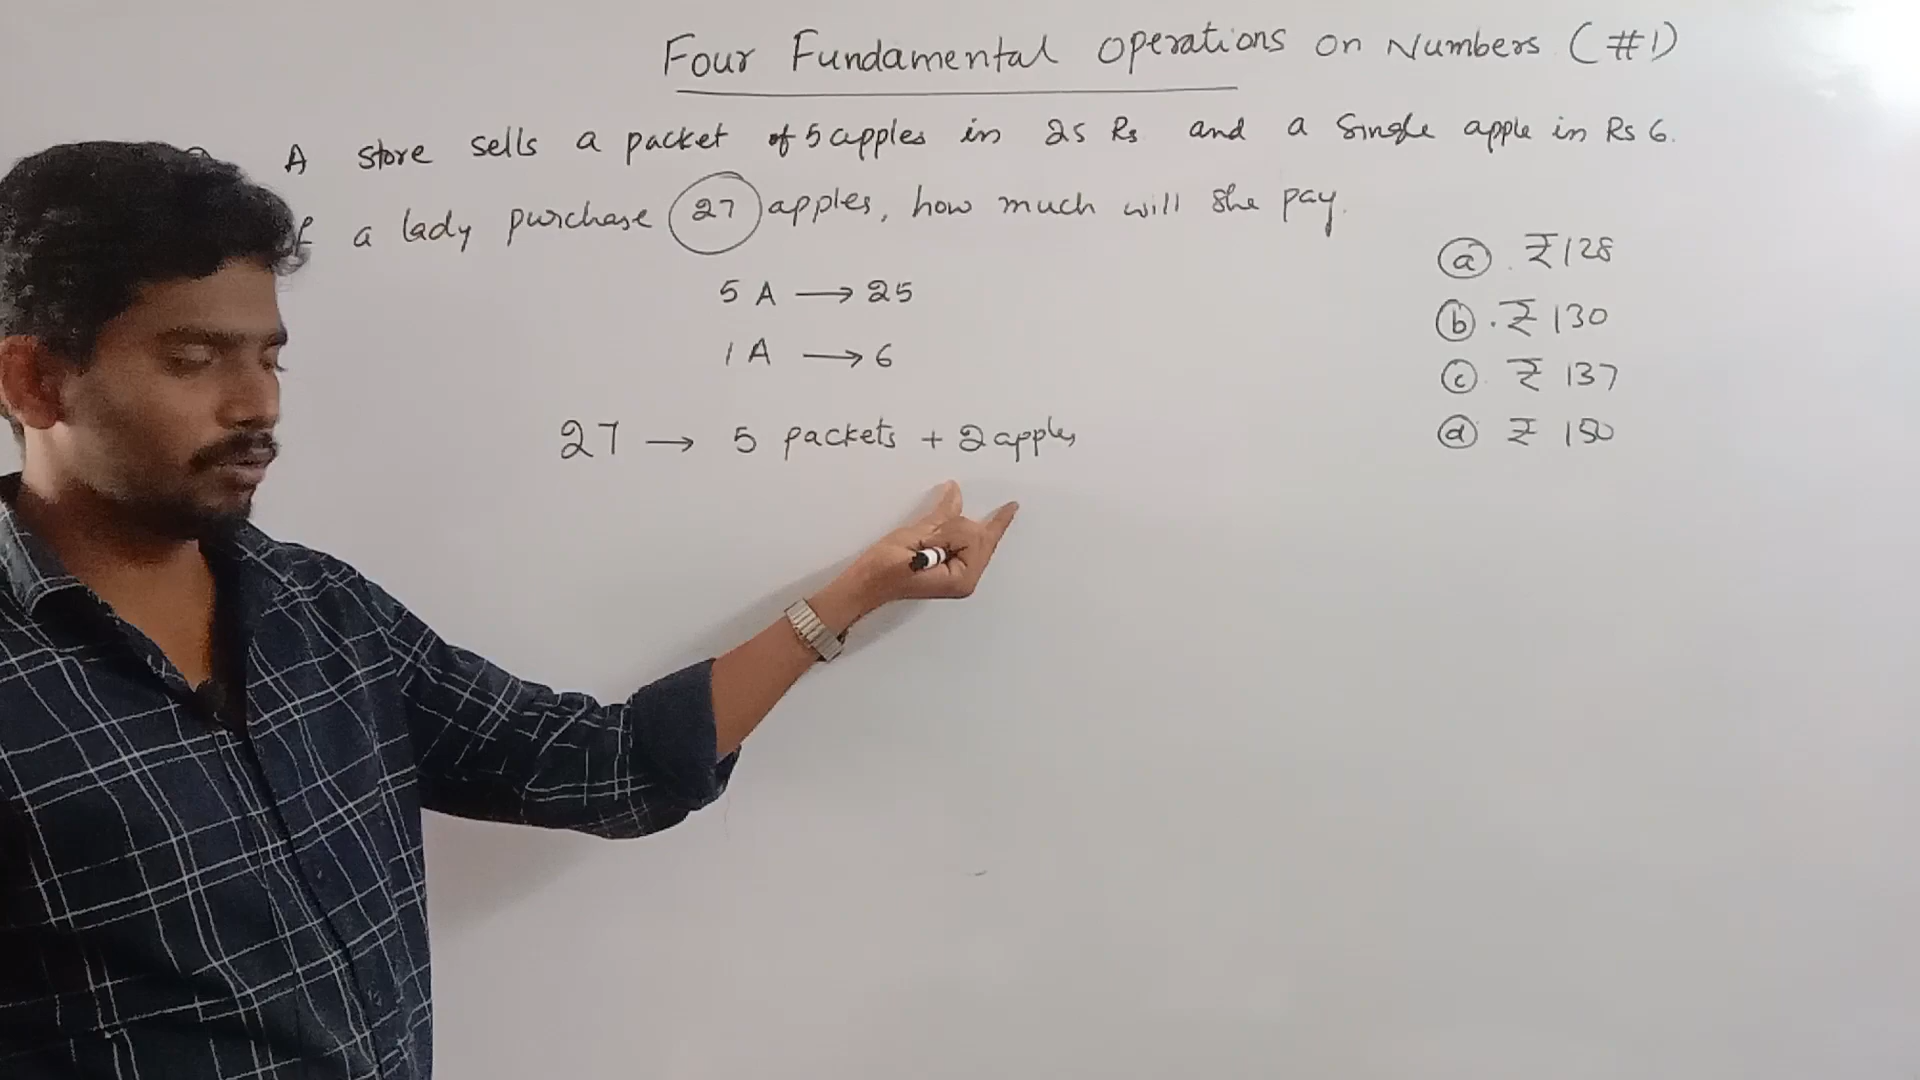 Four Fundamental Operations on Numbers (#1)
A store sells a packet of 5 apples in 25 Rs and a Single apple in Rs 6.
a lady purchase 27 apples, how much will she pay.
5 A → 25
1 A → 6
27 → 5 packets + 2 apples
(a) . ₹128
(b) . ₹ 130
(c) . ₹ 137
(d) ₹ 150